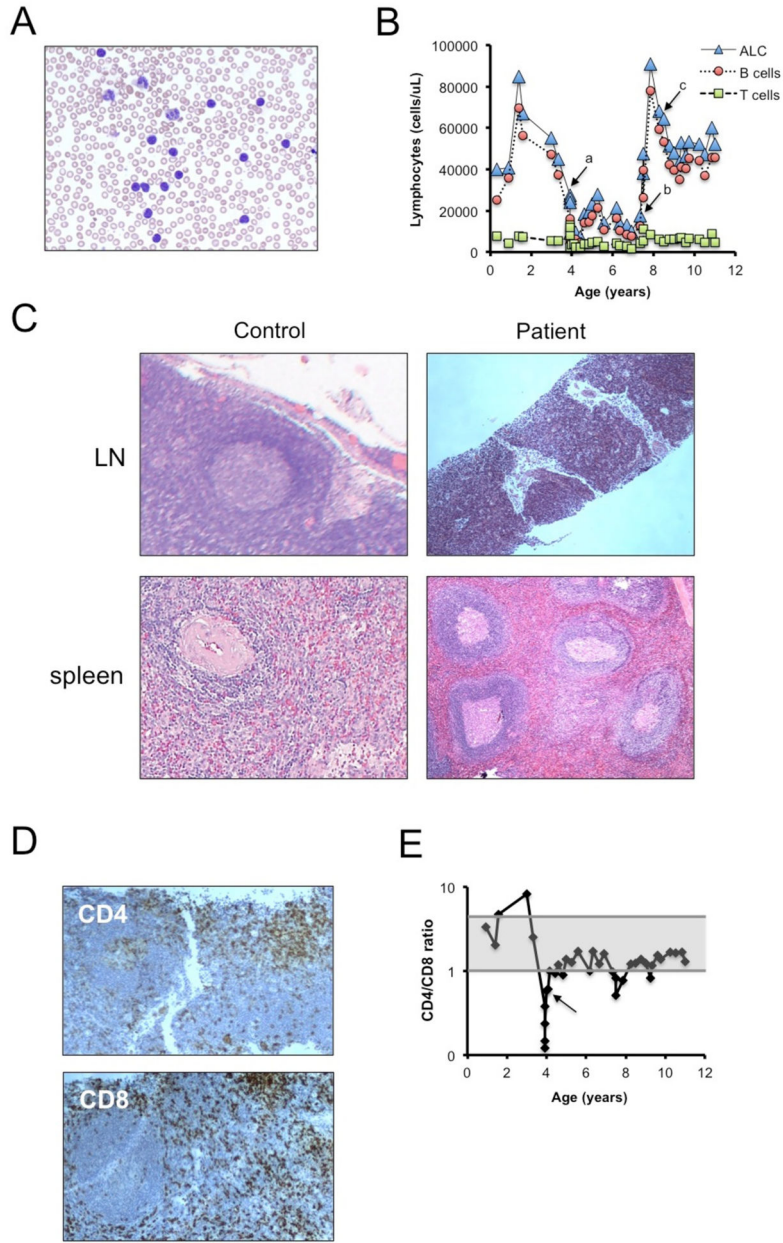 A
B
Lymphocytes (cells/uL)
100000
80000
60000
40000
20000
0
0 2 4 6 8 10 12
Age (years)
a
b
c
ALC
B cells
T cells
C
Control Patient
LN
spleen
D
CD4
CD8
E
CD4/CD8 ratio
10
1
0
0 2 4 6 8 10 12
Age (years)